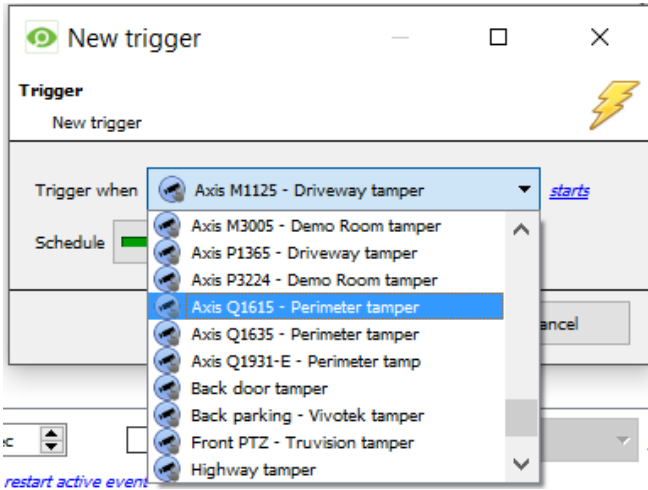 New trigger
Trigger
New trigger
Trigger when Axis M1125 - Driveway tamper starts
Axis M3005 - Demo Room tamper
Axis P1365 - Driveway tamper
Schedule
Axis P3224 - Demo Room tamper
Axis Q1615 - Perimeter tamper
Axis Q1635 - Perimeter tamper
Axis Q1931-E - Perimeter tamp
Back door tamper
Back parking - Vivotek tamper
Front PTZ - Truvision tamper
Highway tamper
restart active event